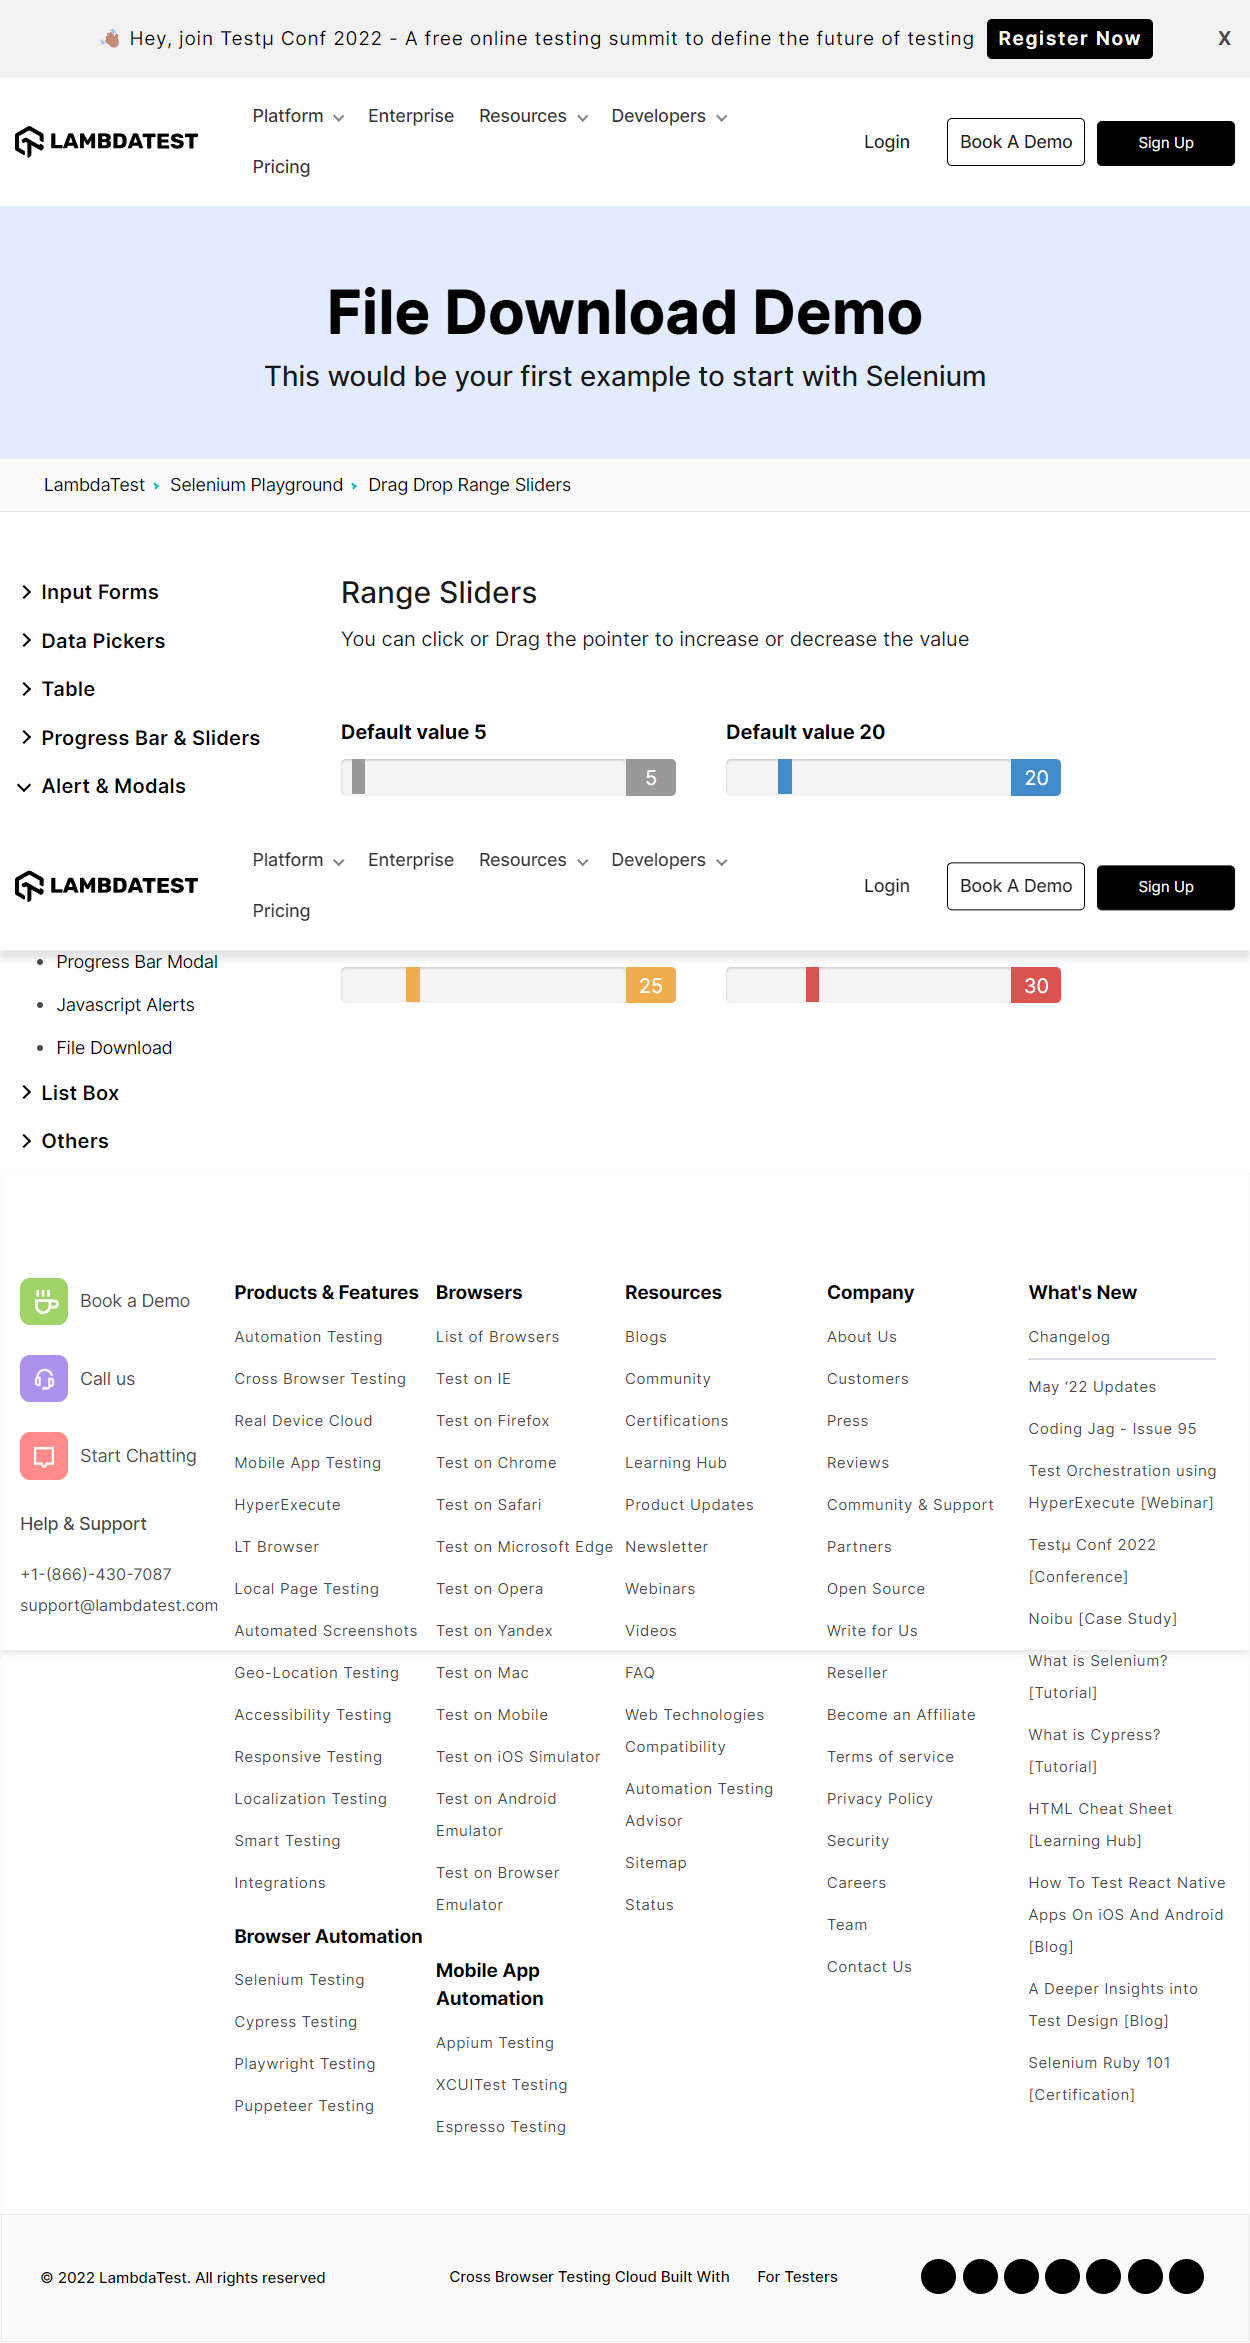 Hey, join Testμ Conf 2022 - A free online testing summit to define the future of testing Register Now X
LAMBDATEST
Platform Enterprise Resources Developers
Pricing
Login Book A Demo Sign Up
File Download Demo
This would be your first example to start with Selenium
LambdaTest Selenium Playground Drag Drop Range Sliders
Input Forms
Data Pickers
Table
Progress Bar & Sliders
Alert & Modals
Range Sliders
You can click or Drag the pointer to increase or decrease the value
Default value 5
5
Default value 20
20
LAMBDATEST
Platform Enterprise Resources Developers
Pricing
Login Book A Demo Sign Up
Progress Bar Modal
Javascript Alerts
File Download
List Box
Others
25
30
Book a Demo
Call us
Start Chatting
Help & Support
+1-(866)-430-7087
support@lambdatest.com
Products & Features
Automation Testing
Cross Browser Testing
Real Device Cloud
Mobile App Testing
HyperExecute
LT Browser
Local Page Testing
Automated Screenshots
Geo-Location Testing
Accessibility Testing
Responsive Testing
Localization Testing
Smart Testing
Integrations
Browser Automation
Selenium Testing
Cypress Testing
Playwright Testing
Puppeteer Testing
Browsers
List of Browsers
Test on IE
Test on Firefox
Test on Chrome
Test on Safari
Test on Microsoft Edge
Test on Opera
Test on Yandex
Test on Mac
Test on Mobile
Test on iOS Simulator
Test on Android
Emulator
Test on Browser
Emulator
Mobile App
Automation
Appium Testing
XCUITest Testing
Espresso Testing
Resources
Blogs
Community
Certifications
Learning Hub
Product Updates
Newsletter
Webinars
Videos
FAQ
Web Technologies
Compatibility
Automation Testing
Advisor
Sitemap
Status
Company
About Us
Customers
Press
Reviews
Community & Support
Partners
Open Source
Write for Us
Reseller
Become an Affiliate
Terms of service
Privacy Policy
Security
Careers
Team
Contact Us
What's New
Changelog
May ‘22 Updates
Coding Jag - Issue 95
Test Orchestration using
HyperExecute [Webinar]
Testμ Conf 2022
[Conference]
Noibu [Case Study]
What is Selenium?
[Tutorial]
What is Cypress?
[Tutorial]
HTML Cheat Sheet
[Learning Hub]
How To Test React Native
Apps On iOS And Android
[Blog]
A Deeper Insights into
Test Design [Blog]
Selenium Ruby 101
[Certification]
© 2022 LambdaTest. All rights reserved
Cross Browser Testing Cloud Built With For Testers